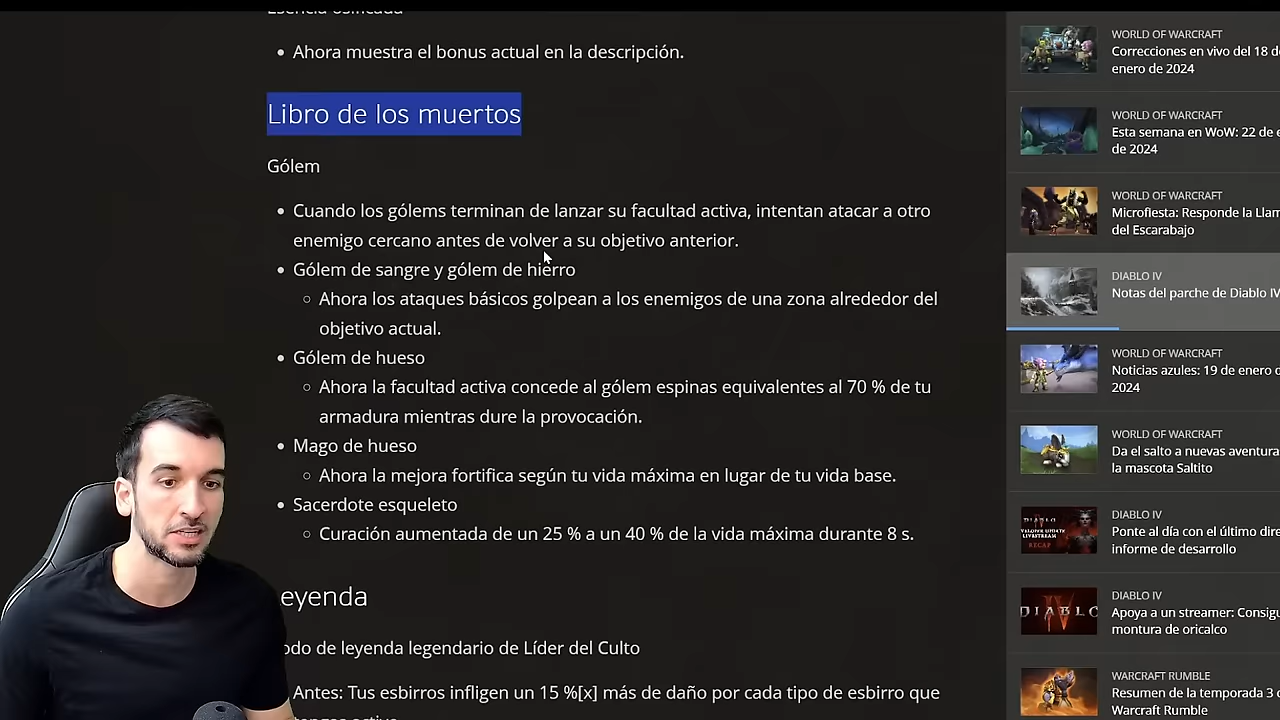 Esencia osificada
Ahora muestra el bonus actual en la descripción.
Libro de los muertos
Gólem
Cuando los gólems terminan de lanzar su facultad activa, intentan atacar a otro
enemigo cercano antes de volver a su objetivo anterior.
Gólem de sangre y gólem de hierro
Ahora los ataques básicos golpean a los enemigos de una zona alrededor del
objetivo actual.
Gólem de hueso
Ahora la facultad activa concede al gólem espinas equivalentes al 70 % de tu
armadura mientras dure la provocación.
Mago de hueso
Ahora la mejora fortifica según tu vida máxima en lugar de tu vida base.
Sacerdote esqueleto
Curación aumentada de un 25 % a un 40 % de la vida máxima durante 8 s.
eyenda
odo de leyenda legendario de Líder del Culto
Antes: Tus esbirros infligen un 15 %[x] más de daño por cada tipo de esbirro que
WORLD OF WARCRAFT
Correcciones en vivo del 18 de
enero de 2024
WORLD OF WARCRAFT
Esta semana en WoW: 22 de e
de 2024
WORLD OF WARCRAFT
Microfiesta: Responde la Llam
del Escarabajo
DIABLO IV
Notas del parche de Diablo IV
WORLD OF WARCRAFT
Noticias azules: 19 de enero d
2024
WORLD OF WARCRAFT
Da el salto a nuevas aventura
la mascota Saltito
DIABLO IV
Ponte al día con el último dire
informe de desarrollo
DIABLO IV
Apoya a un streamer: Consigu
montura de oricalco
WARCRAFT RUMBLE
Resumen de la temporada 3 d
Warcraft Rumble